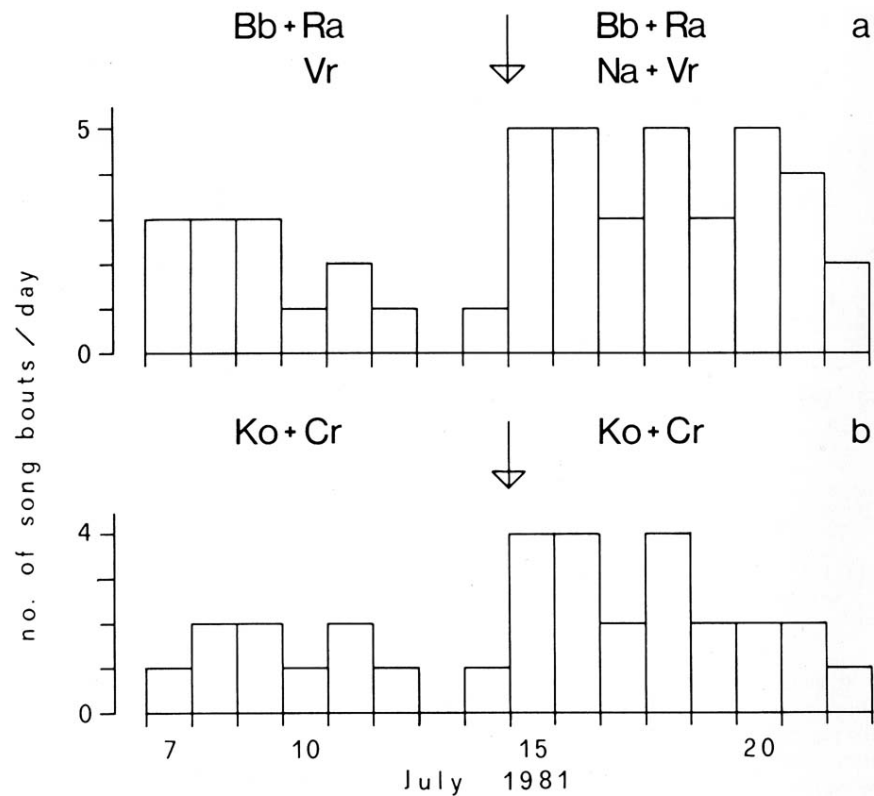 Bb + Ra Bb + Ra a
Vr Na + Vr
5
0
Ko + Cr Ko + Cr b
4
0
no. of song bouts / day
7 10 15 20
July 1981